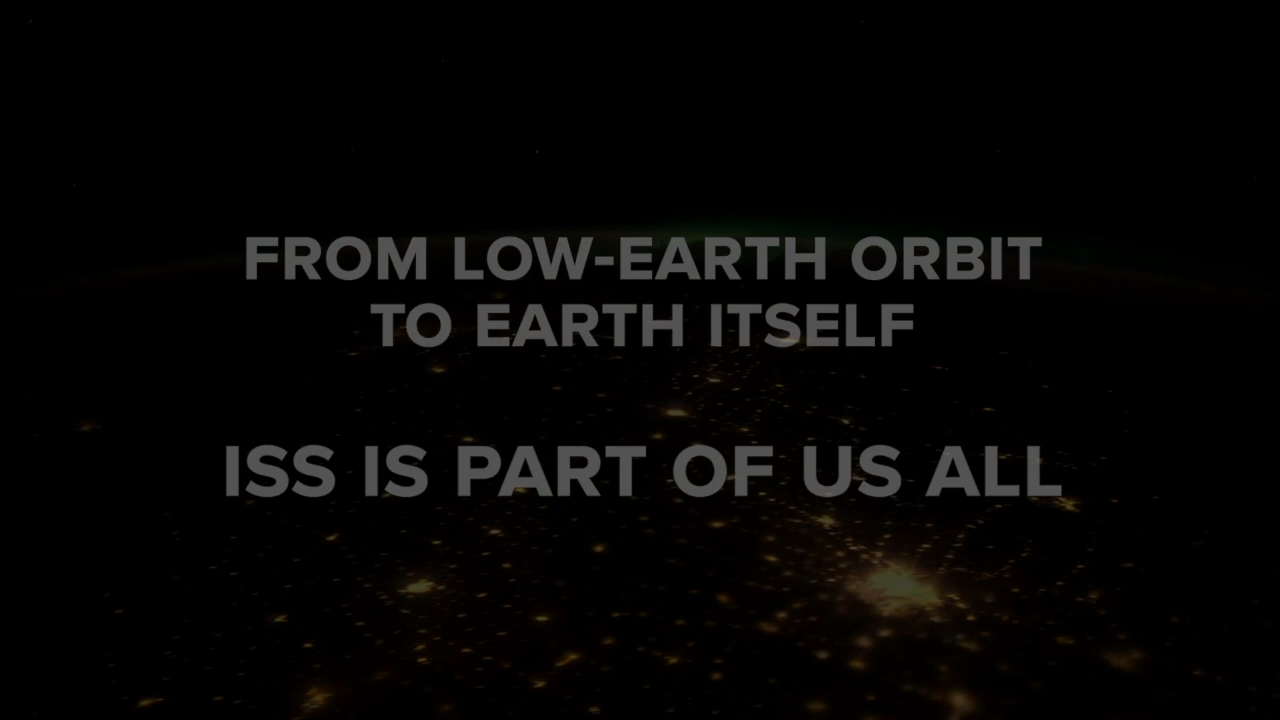 FROM LOW-EARTH ORBIT
TO EARTH ITSELF
ISS IS PART OF US ALL